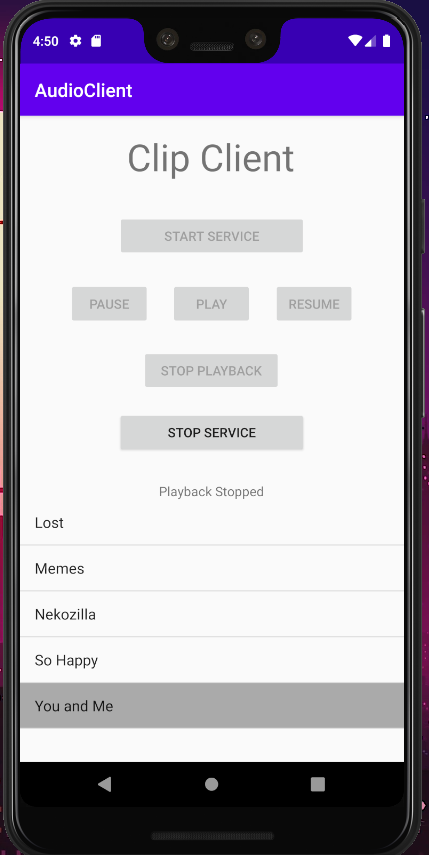 4:50
AudioClient
Clip Client
START SERVICE
PAUSE PLAY RESUME
STOP PLAYBACK
STOP SERVICE
Playback Stopped
Lost
Memes
Nekozilla
So Happy
You and Me